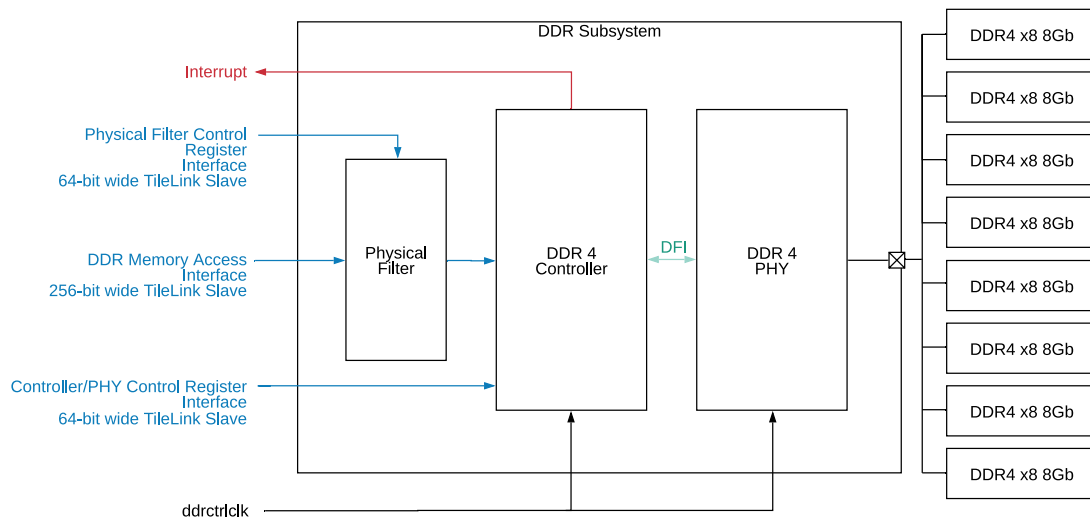 DDR Subsystem
Interrupt
Physical Filter Control
Register
Interface
64-bit wide TileLink Slave
DDR Memory Access
Interface
256-bit wide TileLink Slave
Controller/PHY Control Register
Interface
64-bit wide TileLink Slave
ddrctrlclk
Physical
Filter
DDR 4
Controller
DFI
DDR 4
PHY
DDR4 x8 8Gb
DDR4 x8 8Gb
DDR4 x8 8Gb
DDR4 x8 8Gb
DDR4 x8 8Gb
DDR4 x8 8Gb
DDR4 x8 8Gb
DDR4 x8 8Gb